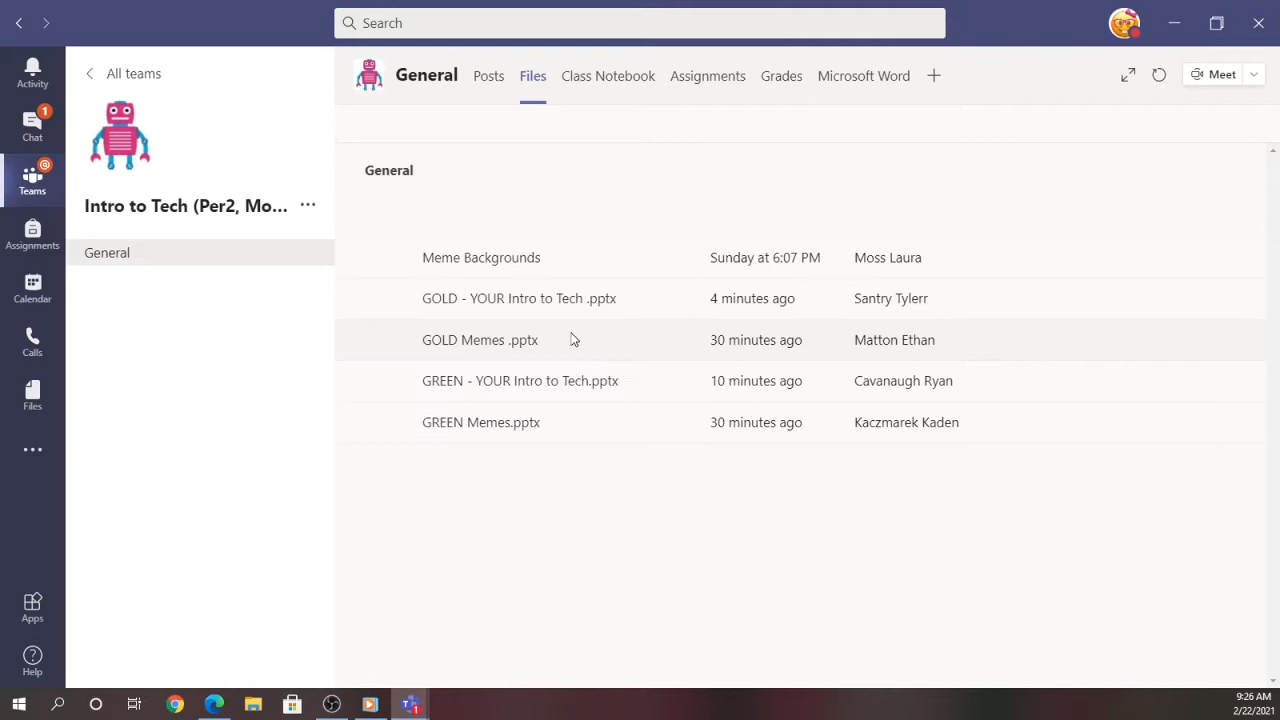 Search
Activity
Chat
1
Teams
@
Assignments
Calendar
Calls
Files
Apps
Help
All teams
Intro to Tech (Per2, Mo...
General
General Posts Files Class Notebook Assignments Grades Microsoft Word
Meet
General
Meme Backgrounds Sunday at 6:07 PM Moss Laura
GOLD - YOUR Intro to Tech .pptx 4 minutes ago Santry Tylerr
GOLD Memes .pptx 30 minutes ago Matton Ethan
GREEN - YOUR Intro to Tech.pptx 10 minutes ago Cavanaugh Ryan
GREEN Memes.pptx 30 minutes ago Kaczmarek Kaden
1
9:26 AM
2/22/2021